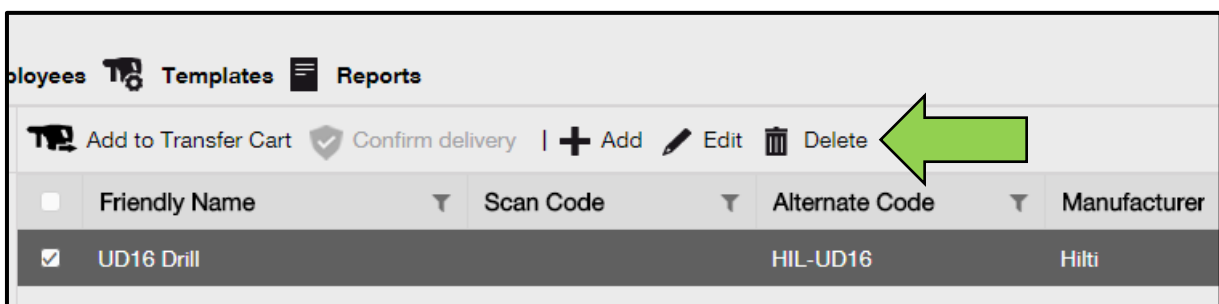 ployees Templates Reports
Add to Transfer Cart Confirm delivery | Add Edit Delete
Friendly Name Scan Code Alternate Code Manufacturer
UD16 Drill HIL-UD16 Hilti